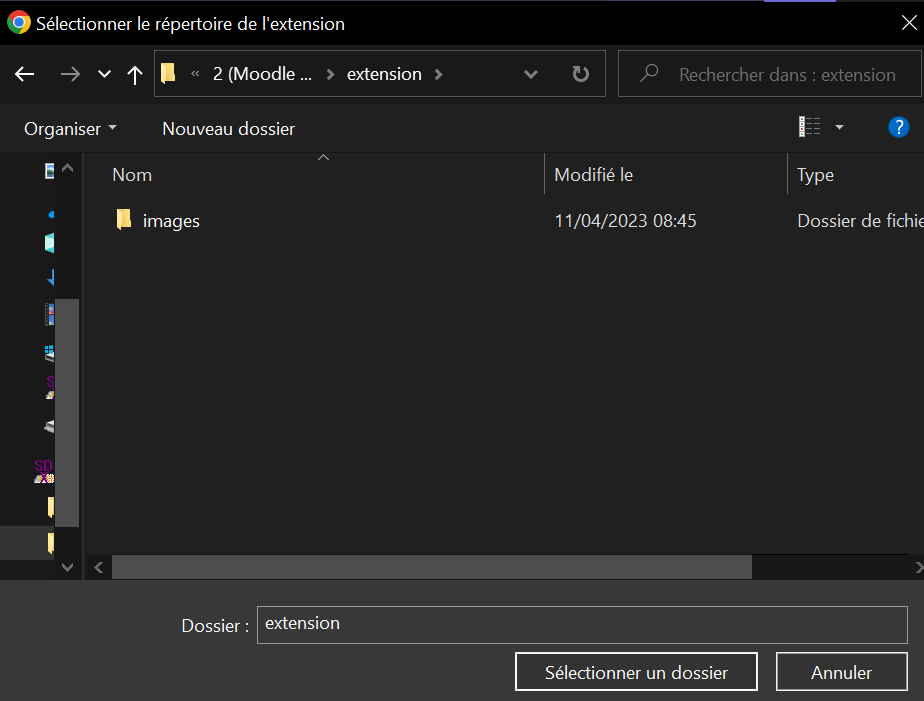 Sélectionner le répertoire de l'extension
« 2 (Moodle ... > extension >
Rechercher dans : extension
Organiser
Nouveau dossier
?
Nom
Modifié le
Type
images
11/04/2023 08:45
Dossier de fichie
SD
Dossier :
extension
Sélectionner un dossier
Annuler